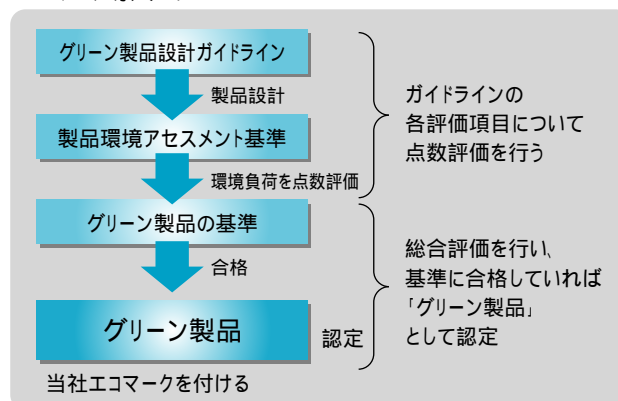 グリーン製品設計ガイドライン
製品設計
製品環境アセスメント基準
環境負荷を点数評価
グリーン製品の基準
合格
グリーン製品
認定
当社エコマークを付ける
ガイドラインの
各評価項目について
点数評価を行う
総合評価を行い、
基準に合格していれば
「グリーン製品」
として認定